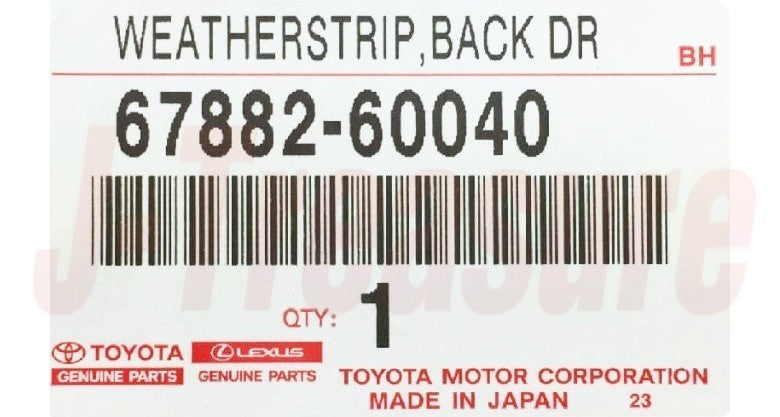 WEATHERSTRIP,BACK DR
BH
67882-60040
J-Treasure
QTY: 1
TOYOTA LEXUS
GENUINE PARTS GENUINE PARTS
TOYOTA MOTOR CORPORATION
MADE IN JAPAN 23